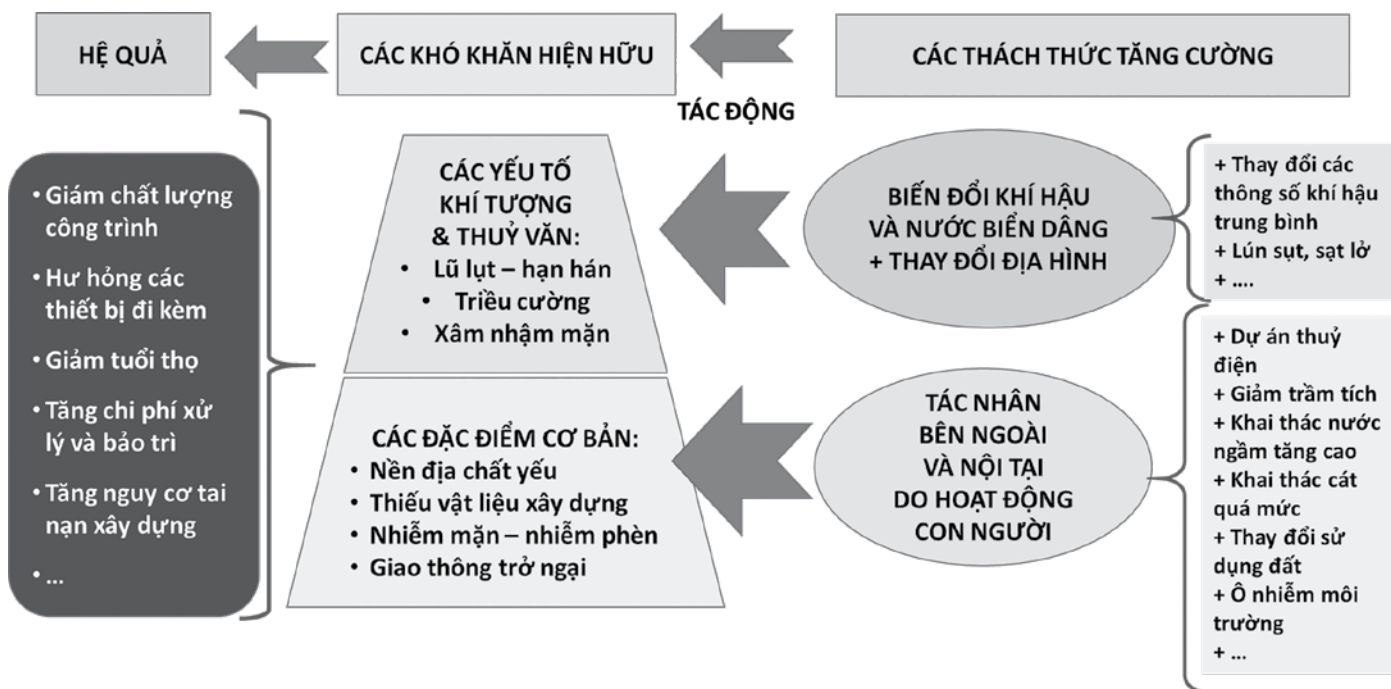 HỆ QUẢ
CÁC KHÓ KHĂN HIỆN HỮU
CÁC THÁCH THỨC TĂNG CƯỜNG
TÁC ĐỘNG
• Giảm chất lượng
công trình
• Hư hỏng các
thiết bị đi kèm
• Giảm tuổi thọ
• Tăng chi phí xử
lý và bảo trì
• Tăng nguy cơ tai
nạn xây dựng
• ...
CÁC YẾU TỐ
KHÍ TƯỢNG
& THUỶ VĂN:
• Lũ lụt – hạn hán
• Triều cường
• Xâm nhậm mặn
CÁC ĐẶC ĐIỂM CƠ BẢN:
• Nền địa chất yếu
• Thiếu vật liệu xây dựng
• Nhiễm mặn – nhiễm phèn
• Giao thông trở ngại
BIẾN ĐỔI KHÍ HẬU
VÀ NƯỚC BIỂN DÂNG
+ THAY ĐỔI ĐỊA HÌNH
TÁC NHÂN
BÊN NGOÀI
VÀ NỘI TẠI
DO HOẠT ĐỘNG
CON NGƯỜI
+ Thay đổi các
thông số khí hậu
trung bình
+ Lún sụt, sạt lở
+ ....
+ Dự án thuỷ
điện
+ Giảm trầm tích
+ Khai thác nước
ngầm tăng cao
+ Khai thác cát
quá mức
+ Thay đổi sử
dụng đất
+ Ô nhiễm môi
trường
+ ...